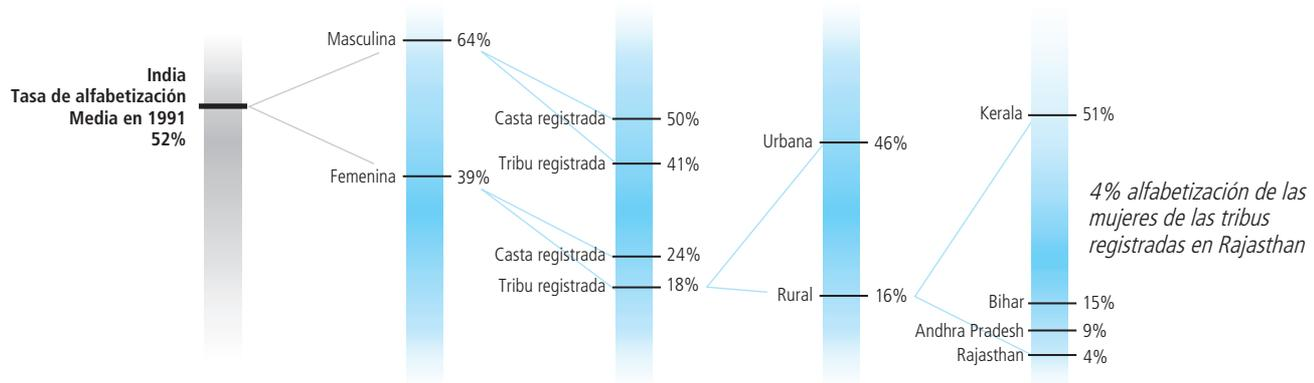 India
Tasa de alfabetización
Media en 1991
52%
Masculina 64%
Femenina 39%
Casta registrada 50%
Tribu registrada 41%
Casta registrada 24%
Tribu registrada 18%
Urbana 46%
Rural 16%
Kerala 51%
Bihar 15%
Andhra Pradesh 9%
Rajasthan 4%
4% alfabetización de las
mujeres de las tribus
registradas en Rajasthan